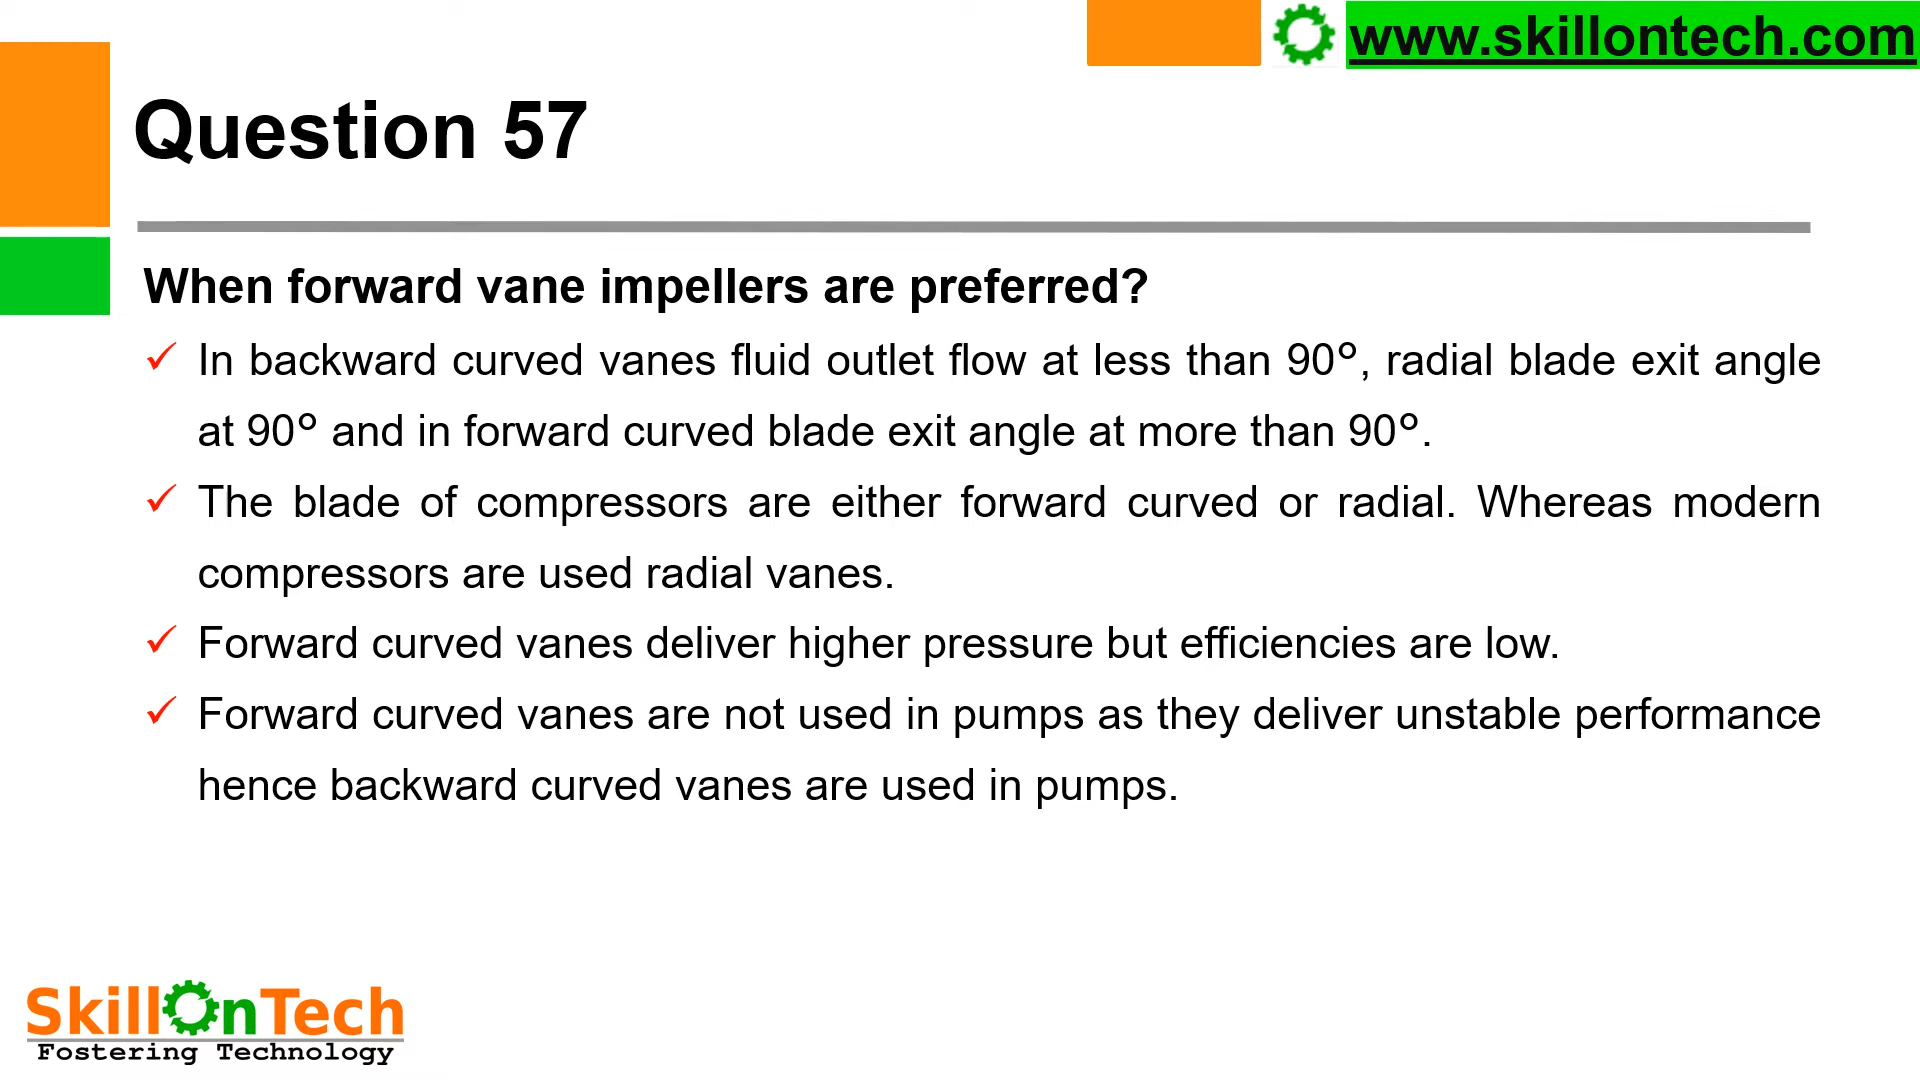 www.skillontech.com
Question 57
When forward vane impellers are preferred?
✓ In backward curved vanes fluid outlet flow at less than 90°, radial blade exit angle
at 90° and in forward curved blade exit angle at more than 90°.
✓ The blade of compressors are either forward curved or radial. Whereas modern
compressors are used radial vanes.
✓ Forward curved vanes deliver higher pressure but efficiencies are low.
✓ Forward curved vanes are not used in pumps as they deliver unstable performance
hence backward curved vanes are used in pumps.
SkillOnTech
Fostering Technology